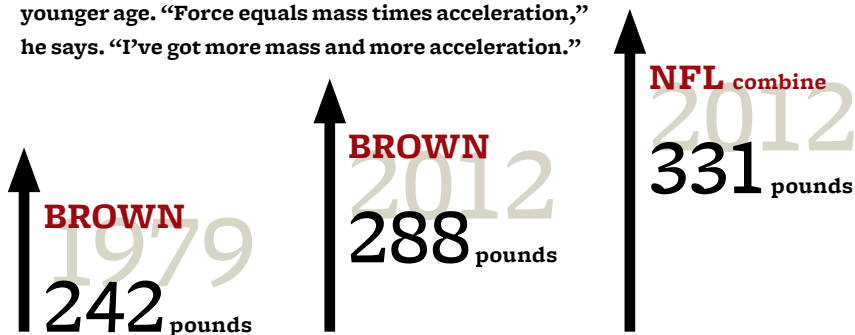 younger age. “Force equals mass times acceleration,”
he says. “I’ve got more mass and more acceleration.”
BROWN
1979
242 pounds
BROWN
2012
288 pounds
NFL combine
2012
331 pounds